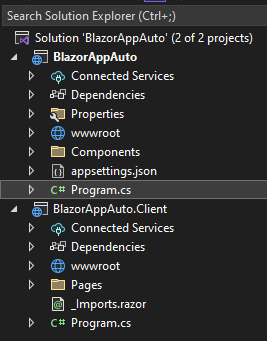 Search Solution Explorer (Ctrl+;)
Solution 'BlazorAppAuto' (2 of 2 projects)
BlazorAppAuto
Connected Services
Dependencies
Properties
wwwroot
Components
appsettings.json
C# Program.cs
BlazorAppAuto.Client
Connected Services
Dependencies
wwwroot
Pages
_Imports.razor
C# Program.cs